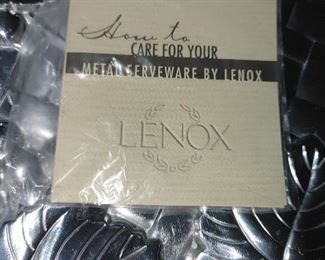 How to
CARE FOR YOUR
METAL SERVEWARE BY LENOX
LENOX